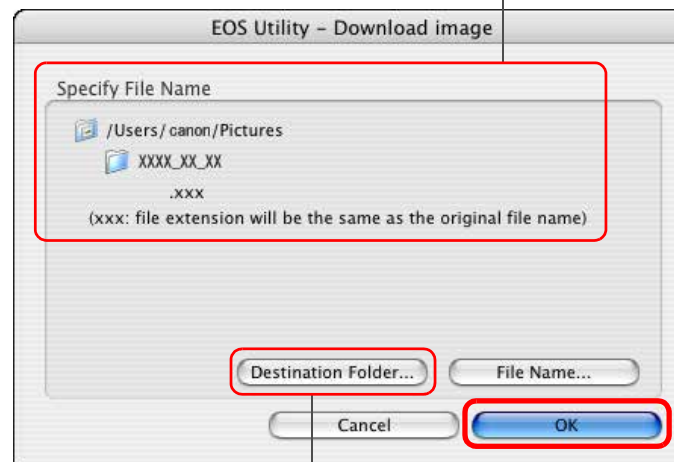 EOS Utility – Download image
Specify File Name
/Users/canon/Pictures
XXXX_XX_XX
.xxx
(xxx: file extension will be the same as the original file name)
Destination Folder...
File Name...
Cancel
OK